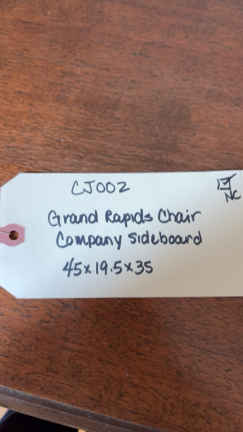 CJ002
☑
NC
Grand Rapids Chair
Company Sideboard
45x19.5x35